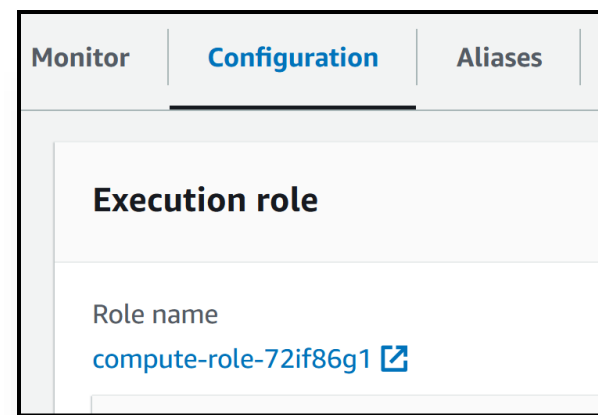 Monitor Configuration Aliases
Execution role
Role name
compute-role-72if86g1